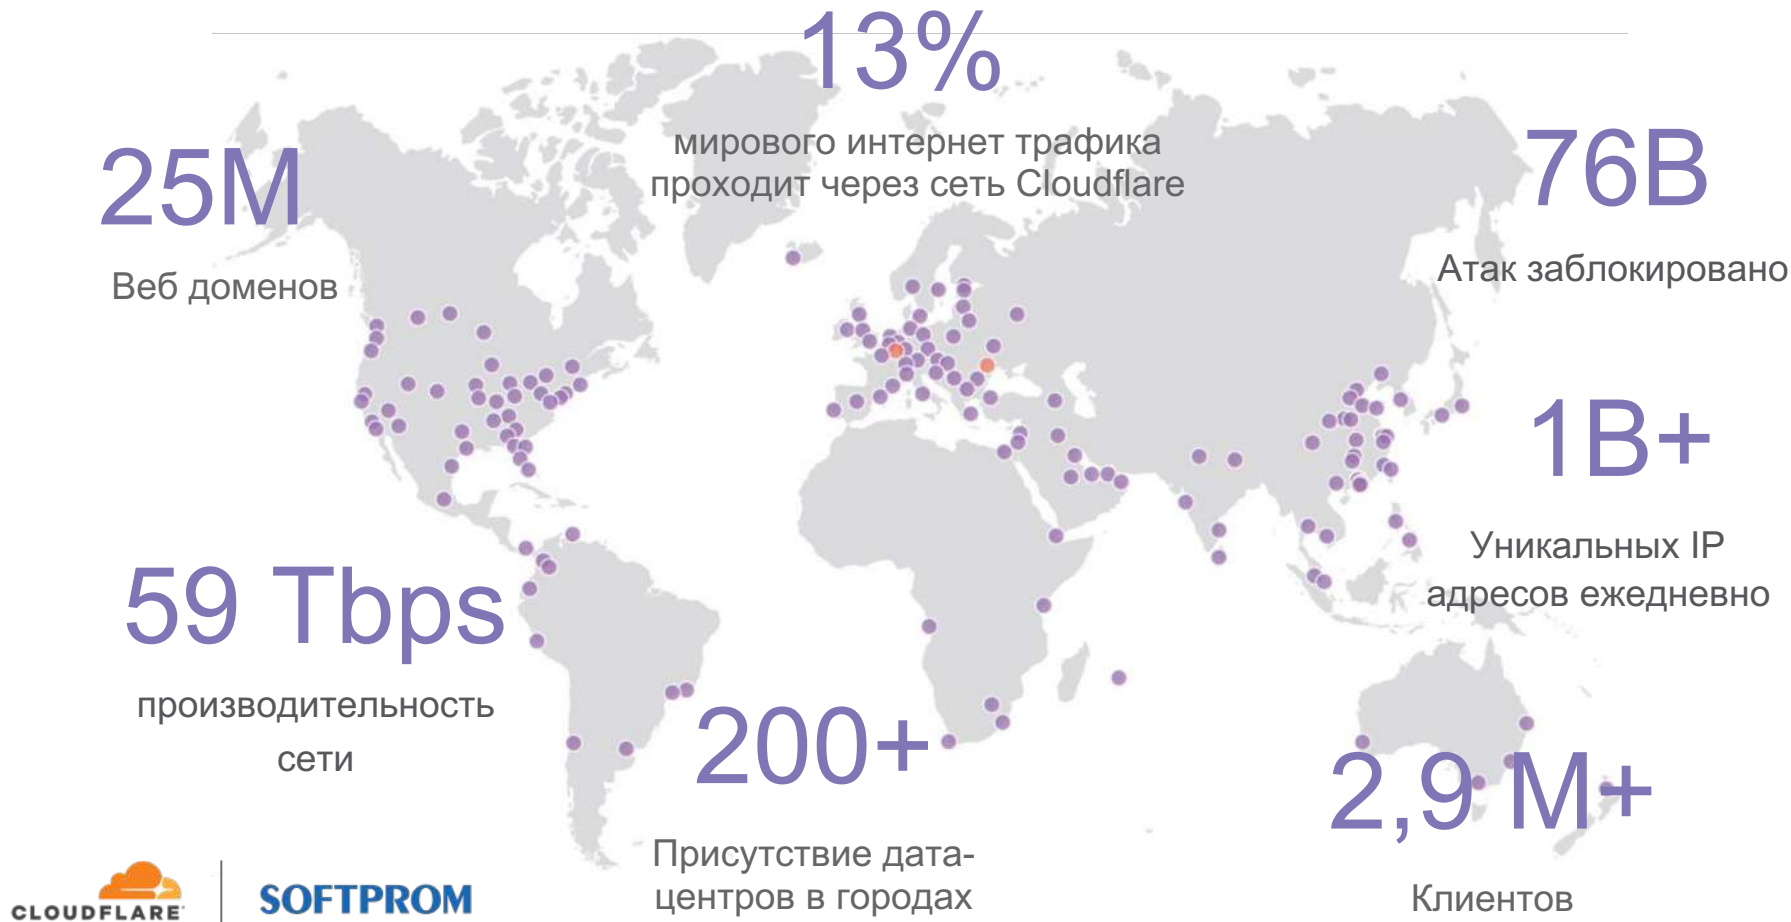 13%
мирового интернет трафика
проходит через сеть Cloudflare
25M
Веб доменов
76B
Атак заблокировано
1B+
Уникальных IP
адресов ежедневно
59 Tbps
производительность
сети
200+
Присутствие дата-
центров в городах
2,9 M+
Клиентов
CLOUDFLARE
SOFTPROM